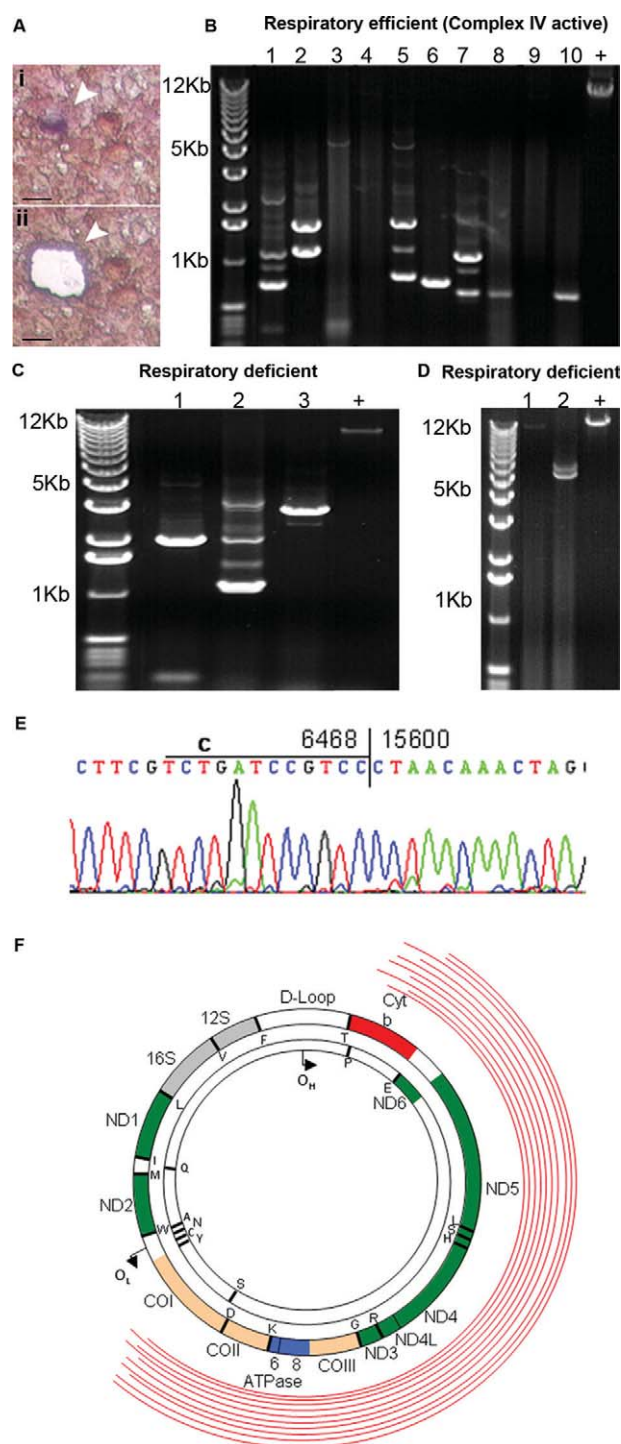 A
i
ii
B
Respiratory efficient (Complex IV active)
1 2 3 4 5 6 7 8 9 10 +
12Kb
5Kb
1Kb
C
Respiratory deficient
1 2 3 +
12Kb
5Kb
1Kb
D
Respiratory deficient
1 2 +
12Kb
5Kb
1Kb
E
C 6468 15600
CTTCGTCTGATCCGTCCCTAACAAACTAG
F
D-Loop
Cyt b
12S
16S
V
F
T
P
E
ND6
O H
L
ND1
I
M
Q
ND2
W
A
N
C
Y
O L
COI
S
D
COII
K
6
8
ATPase
COIII
G
R
ND3
ND4L
ND4
L
S
H
ND5